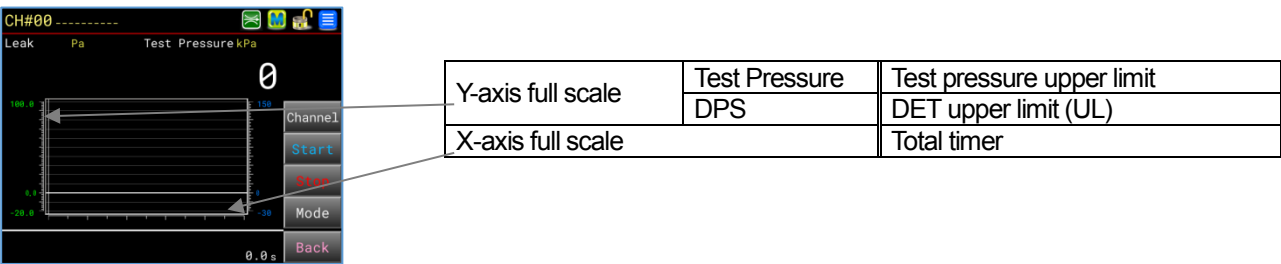 CH#00 ----------
M
Leak Pa Test Pressure kPa
0
100.0 150
0.0 0
-20.0 -30
Channel
Start
Stop
Mode
Back
0.0 s
Y-axis full scale Test Pressure Test pressure upper limit
DPS DET upper limit (UL)
X-axis full scale Total timer